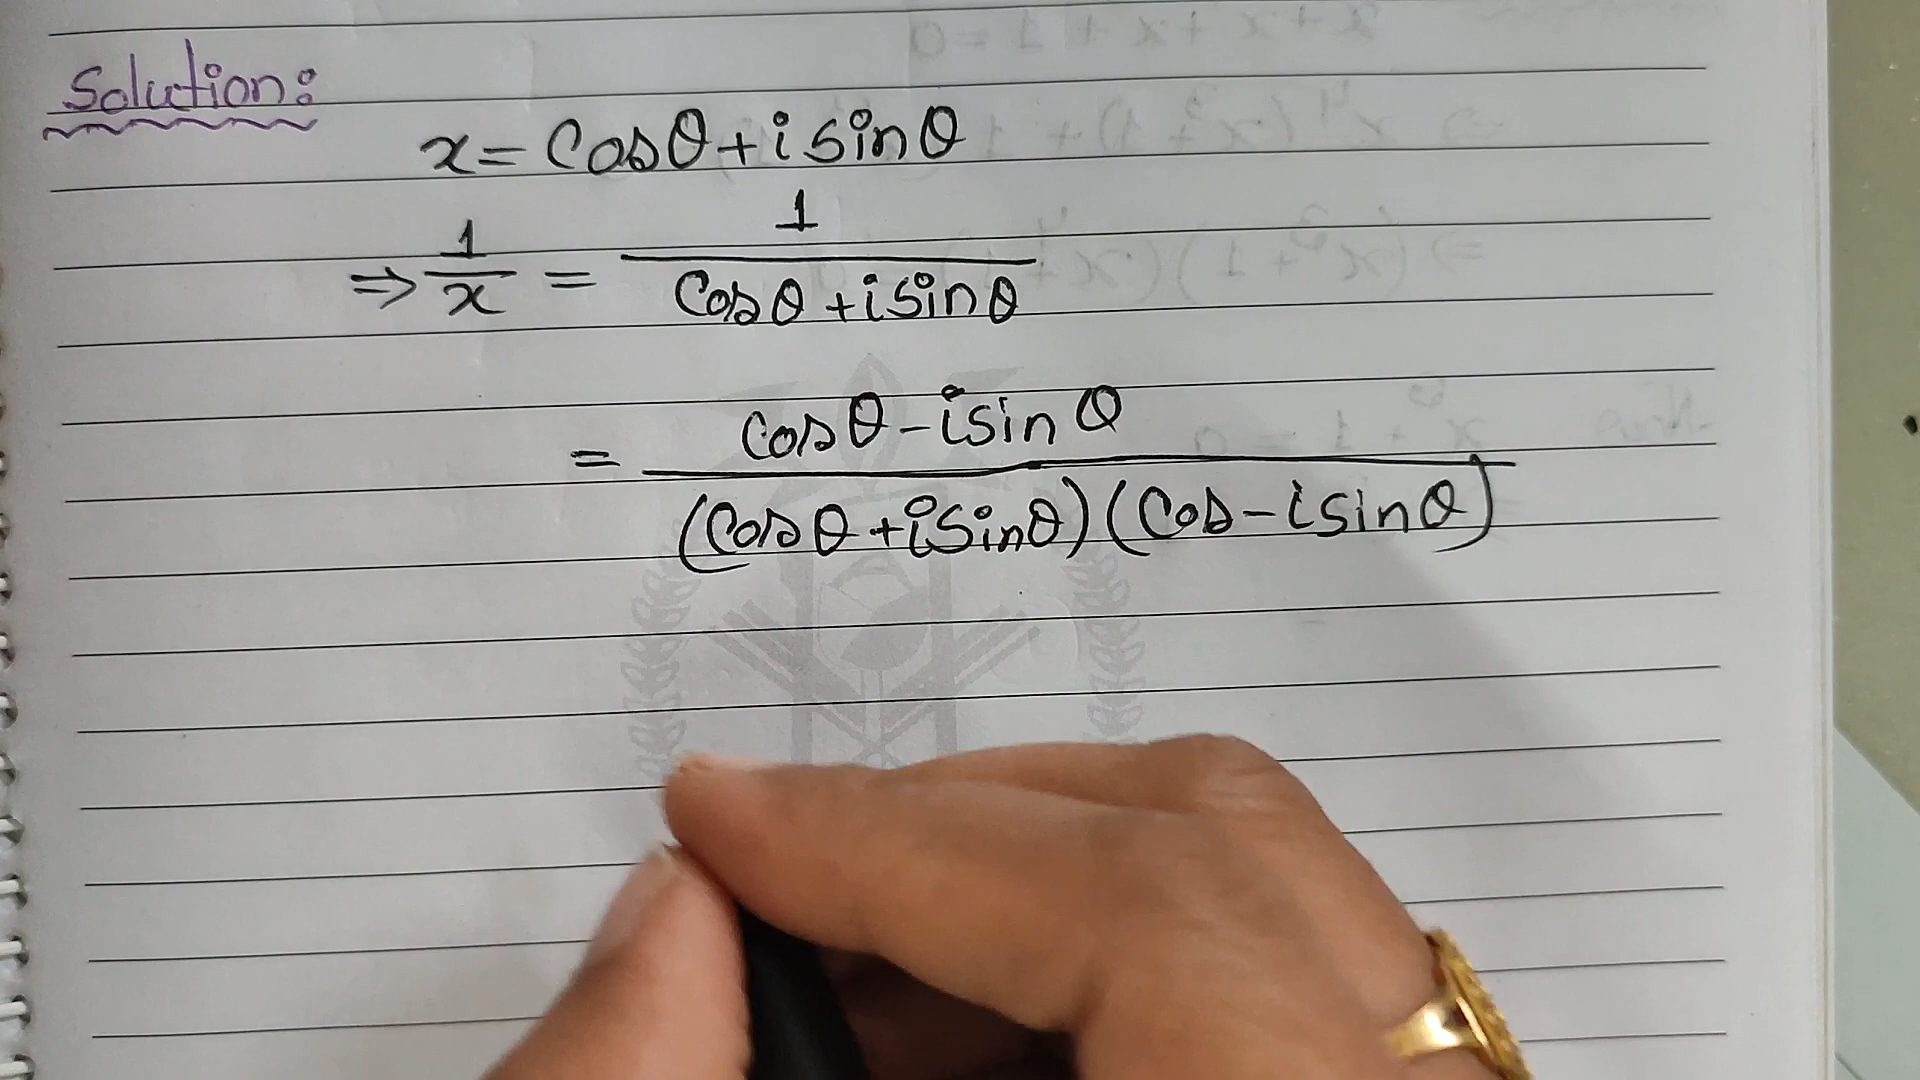 Solution:
x = Cosθ + i sinθ
⇒ 1/x = 1/(Cosθ + i sinθ)
= (cosθ - i sinθ)/((Cosθ + i sinθ)(Cos - i sinθ))